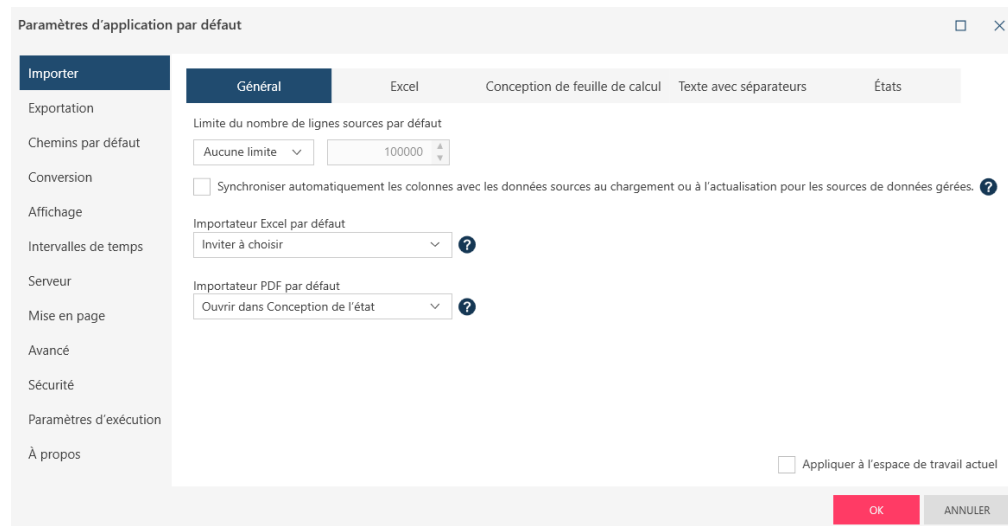 Paramètres d'application par défaut
Importer
Exportation
Chemins par défaut
Conversion
Affichage
Intervalles de temps
Serveur
Mise en page
Avancé
Sécurité
Paramètres d'exécution
À propos
Général Excel Conception de feuille de calcul Texte avec séparateurs États
Limite du nombre de lignes sources par défaut
Aucune limite 100000
Synchroniser automatiquement les colonnes avec les données sources au chargement ou à l'actualisation pour les sources de données gérées. ?
Importateur Excel par défaut
Inviter à choisir ?
Importateur PDF par défaut
Ouvrir dans Conception de l'état ?
Appliquer à l'espace de travail actuel
OK ANNULER